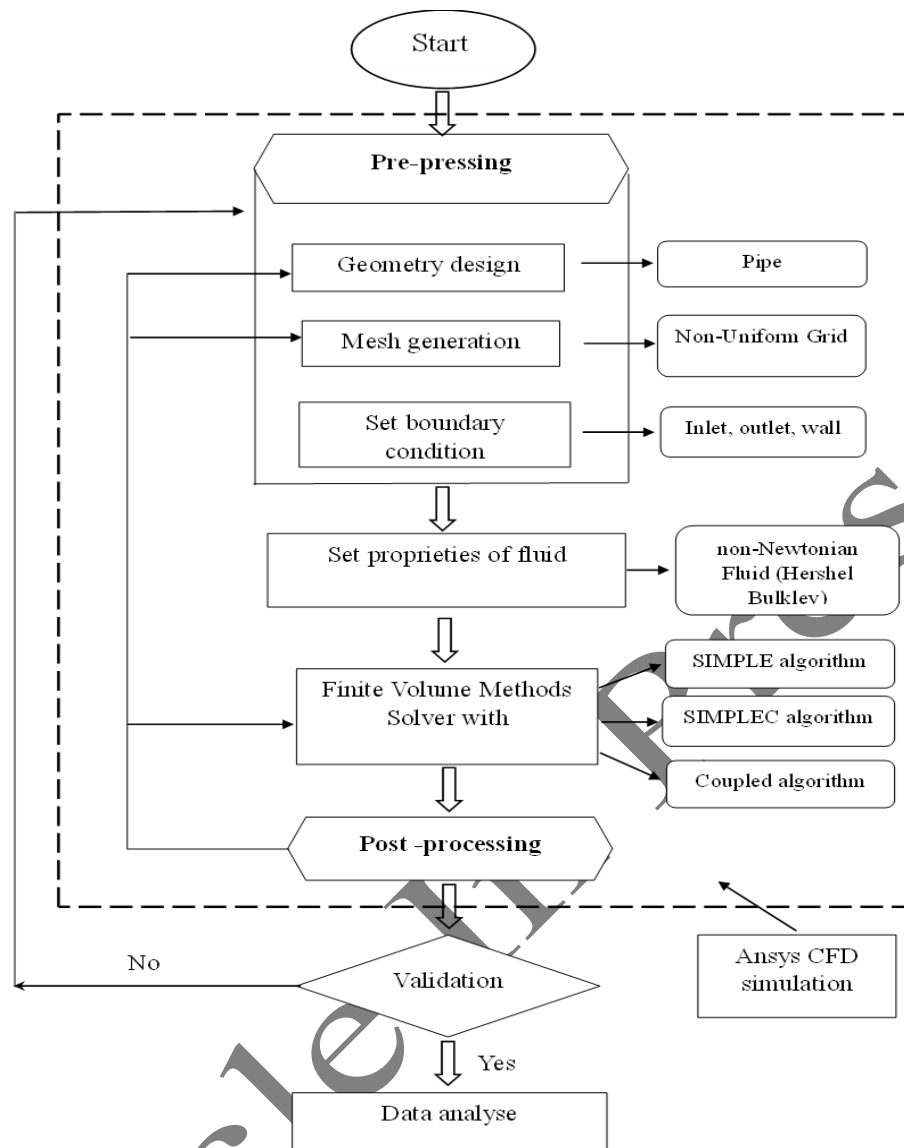 Start
Pre-pressing
Geometry design
Pipe
Mesh generation
Non-Uniform Grid
Set boundary
condition
Inlet, outlet, wall
Set proprieties of fluid
non-Newtonian
Fluid (Hershel
Bulkley)
Finite Volume Methods
Solver with
SIMPLE algorithm
SIMPLEC algorithm
Coupled algorithm
Post -processing
Ansys CFD
simulation
No
Validation
Yes
Data analyse